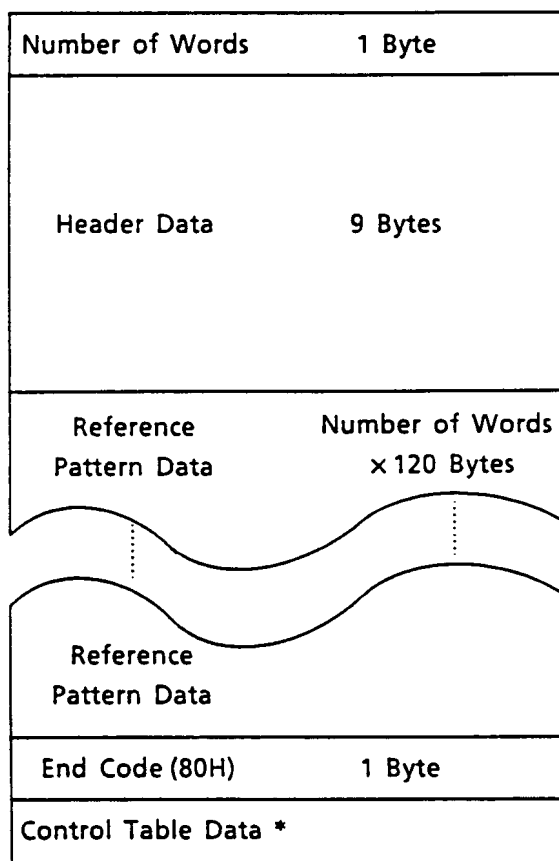 Number of Words 1 Byte
Header Data 9 Bytes
Reference Number of Words
Pattern Data ×120 Bytes
Reference
Pattern Data
End Code (80H) 1 Byte
Control Table Data *